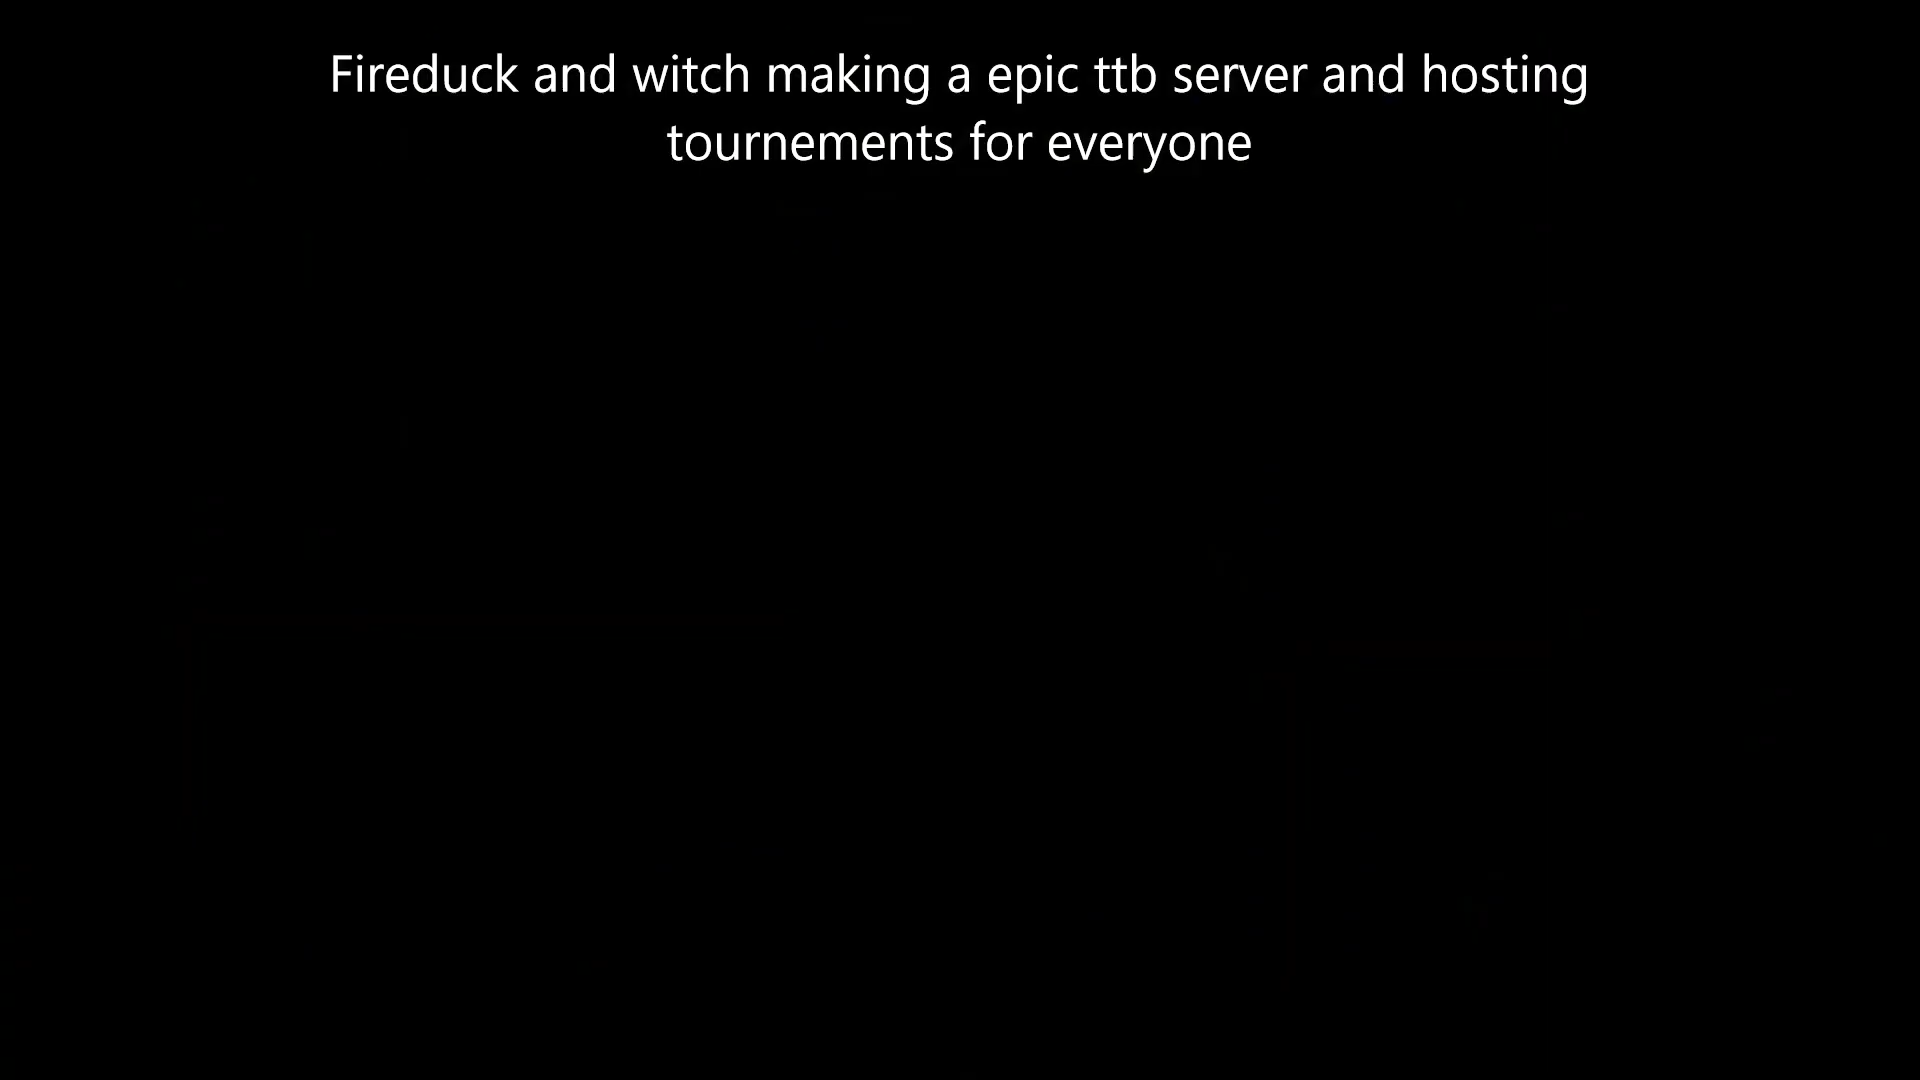 Fireduck and witch making a epic ttb server and hosting
tournements for everyone